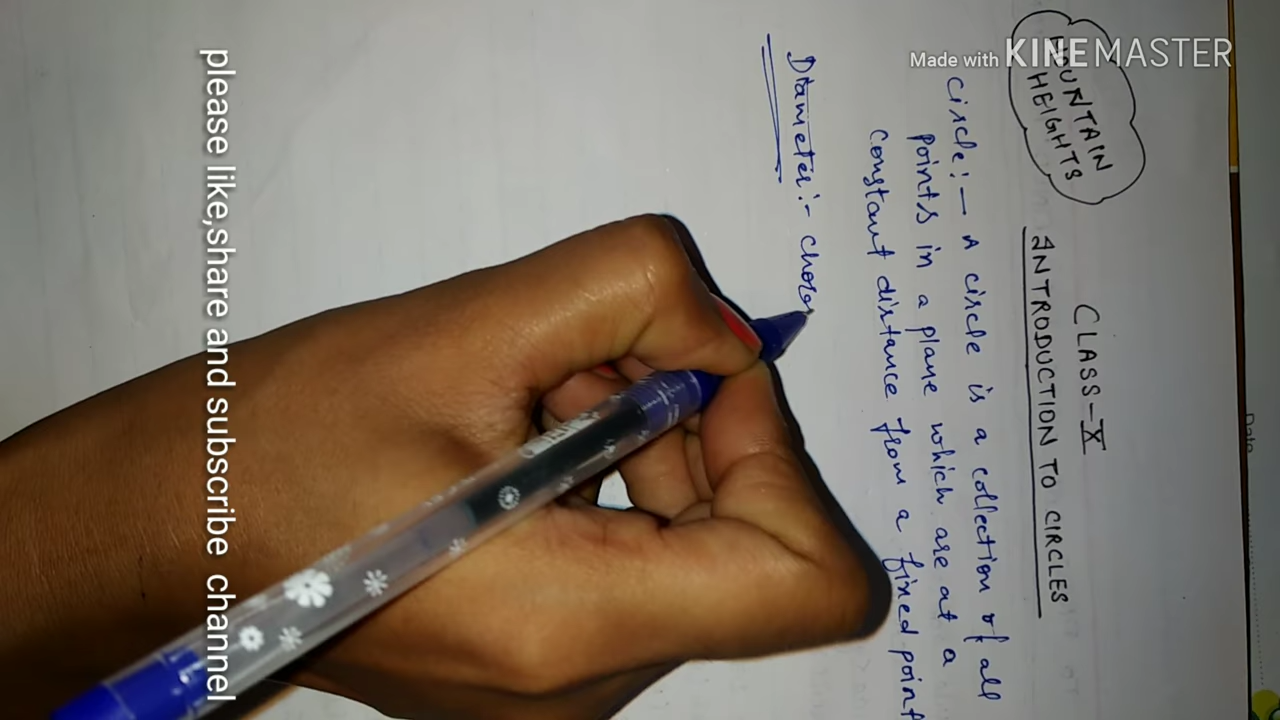 Made with KINEMASTER
MOUNTAIN
HEIGHTS
CLASS-X
INTRODUCTION TO CIRCLES
Circle:- A circle is a collection of all
points in a plane which are at a
constant distance from a fixed point
Diameter:- chord
please like,share and subscribe channel